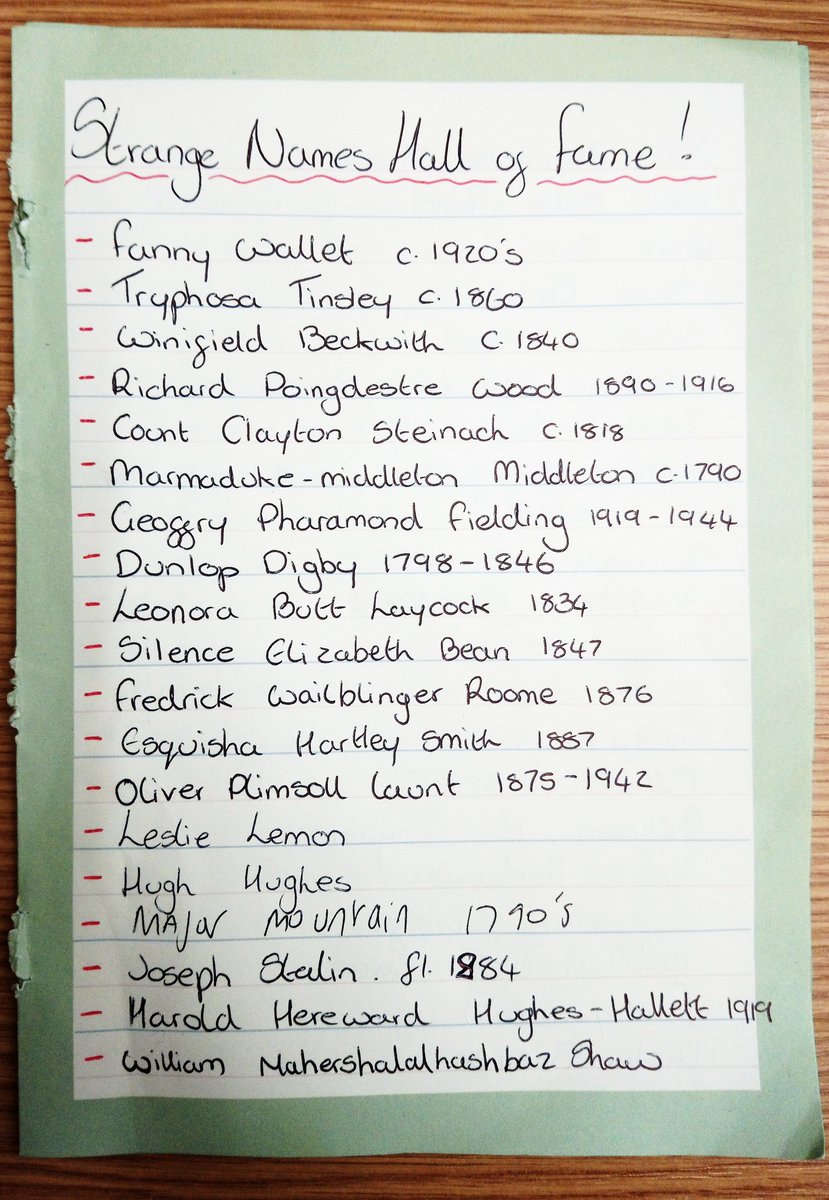 Strange Names Hall of Fame!
- Fanny Wallet c. 1920's
- Tryphosa Tinsley c. 1860
- Winifield Beckwith c. 1840
- Richard Poingdestre Wood 1890-1916
- Count Clayton Steinach c. 1818
- Marmaduke-middleton Middleton c.1790
- Geoffry Pharamond Fielding 1919-1944
- Dunlop Digby 1798-1846
- Leonora Butt Laycock 1834
- Silence Elizabeth Bean 1847
- Fredrick Wailblinger Roome 1876
- Esquisha Hartley Smith 1887
- Oliver Plimsoll Count 1875-1942
- Leslie Lemon
- Hugh Hughes
- Major Mountain 1790's
- Joseph Stalin. fl. 1884
- Harold Hereward Hughes-Hallett 1919
- William Mahershalalhashbaz Shaw